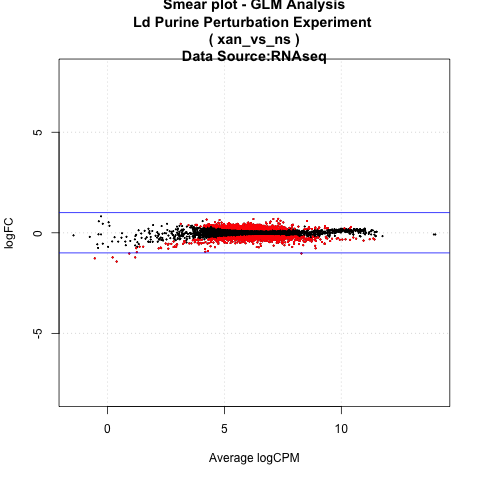 Smear plot - GLM Analysis
Ld Purine Perturbation Experiment
( xan_vs_ns )
Data Source:RNAseq
5
0
-5
logFC
0 5 10
Average logCPM